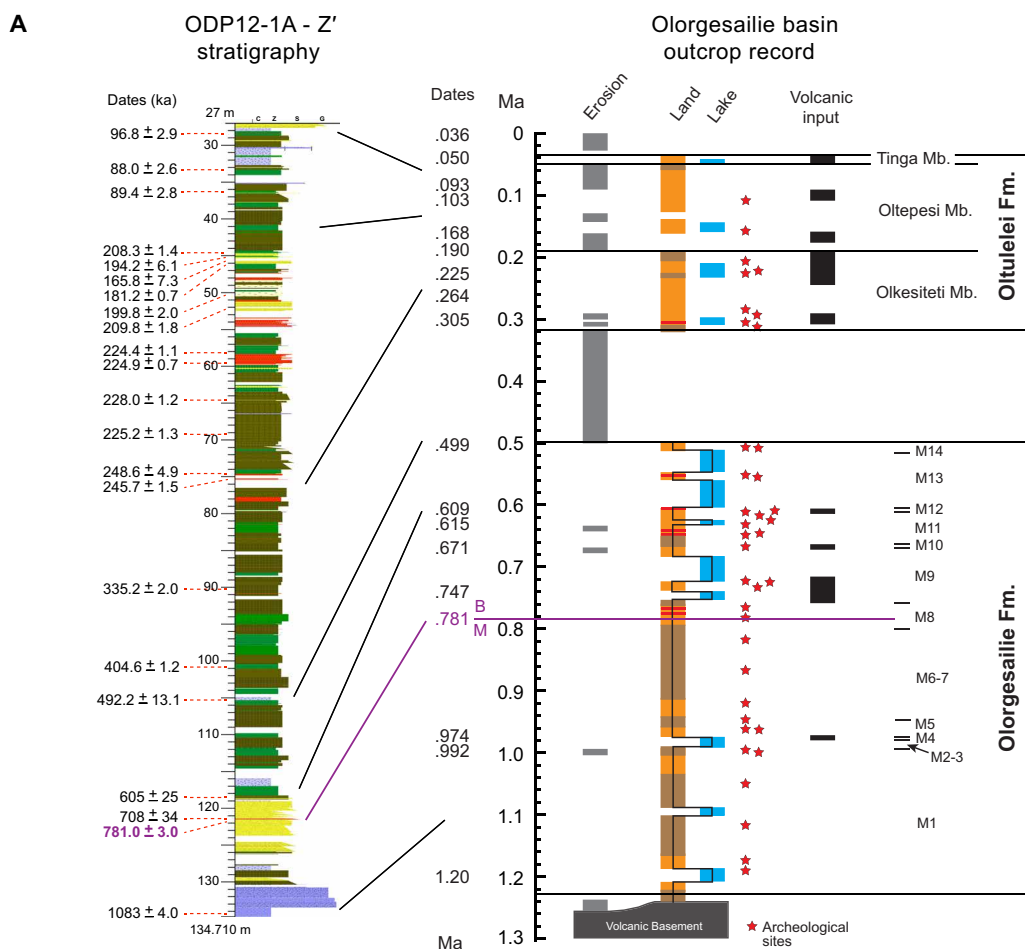 A
ODP12-1A - Z′
stratigraphy
Olorgesailie basin
outcrop record
Dates (ka)
27 m
C Z S G
96.8 ± 2.9
88.0 ± 2.6
89.4 ± 2.8
208.3 ± 1.4
194.2 ± 6.1
165.8 ± 7.3
181.2 ± 0.7
199.8 ± 2.0
209.8 ± 1.8
224.4 ± 1.1
224.9 ± 0.7
228.0 ± 1.2
225.2 ± 1.3
248.6 ± 4.9
245.7 ± 1.5
335.2 ± 2.0
404.6 ± 1.2
492.2 ± 13.1
605 ± 25
708 ± 34
781.0 ± 3.0
1083 ± 4.0
134.710 m
30
40
50
60
70
80
90
100
110
120
130
Dates
.036
.050
.093
.103
.168
.190
.225
.264
.305
.499
.609
.615
.671
.747
.781
B
M
.974
.992
1.20
Ma
Ma
Erosion
Land
Lake
Volcanic
input
0
0.1
0.2
0.3
0.4
0.5
0.6
0.7
0.8
0.9
1.0
1.1
1.2
1.3
Tinga Mb.
Oltepesi Mb.
Olkesiteti Mb.
Oltulelei Fm.
M14
M13
M12
M11
M10
M9
M8
M6-7
M5
M4
M2-3
M1
Olorgesailie Fm.
Volcanic Basement
Archeological
sites